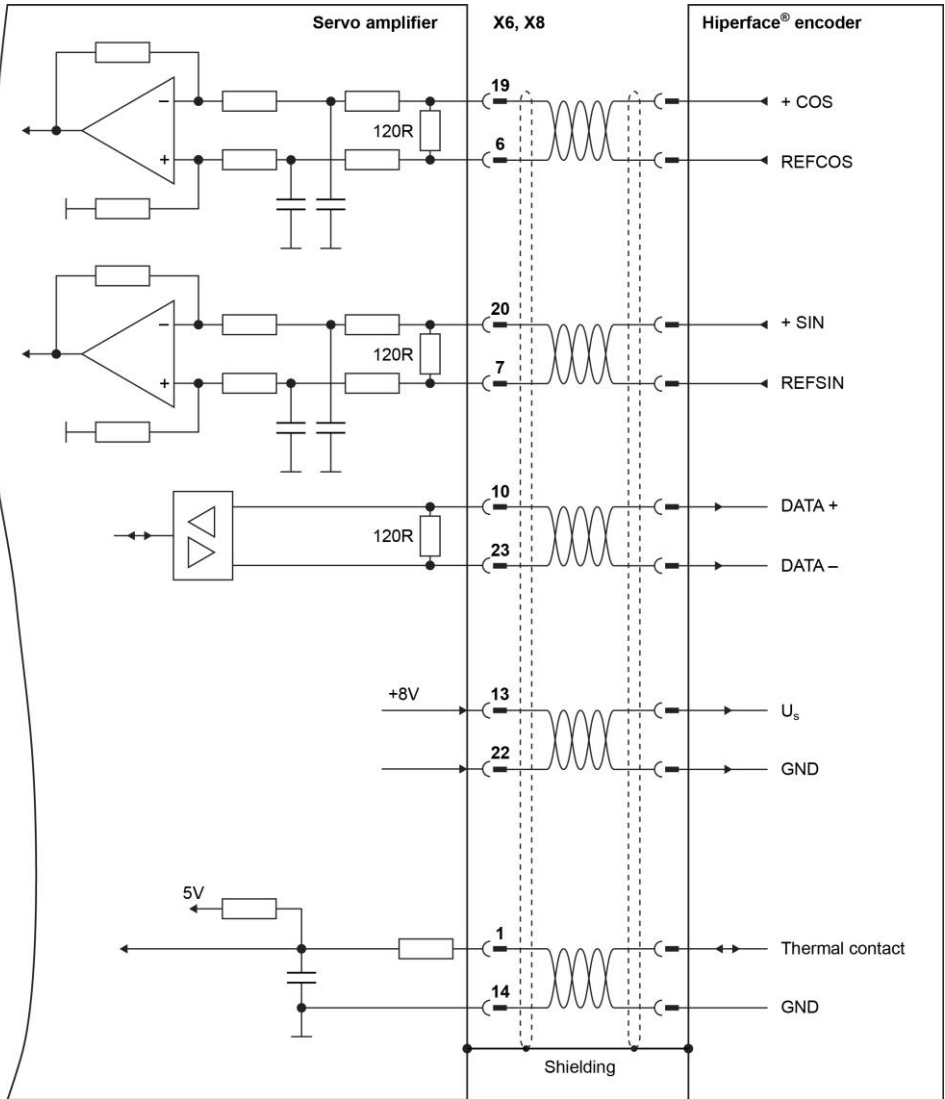 Servo amplifier X6, X8 Hiperface® encoder
19 + COS
120R
6 REFCOS
20 + SIN
120R
7 REFSIN
10 DATA +
120R
23 DATA –
+8V 13 Us
22 GND
5V
1 Thermal contact
14 GND
Shielding